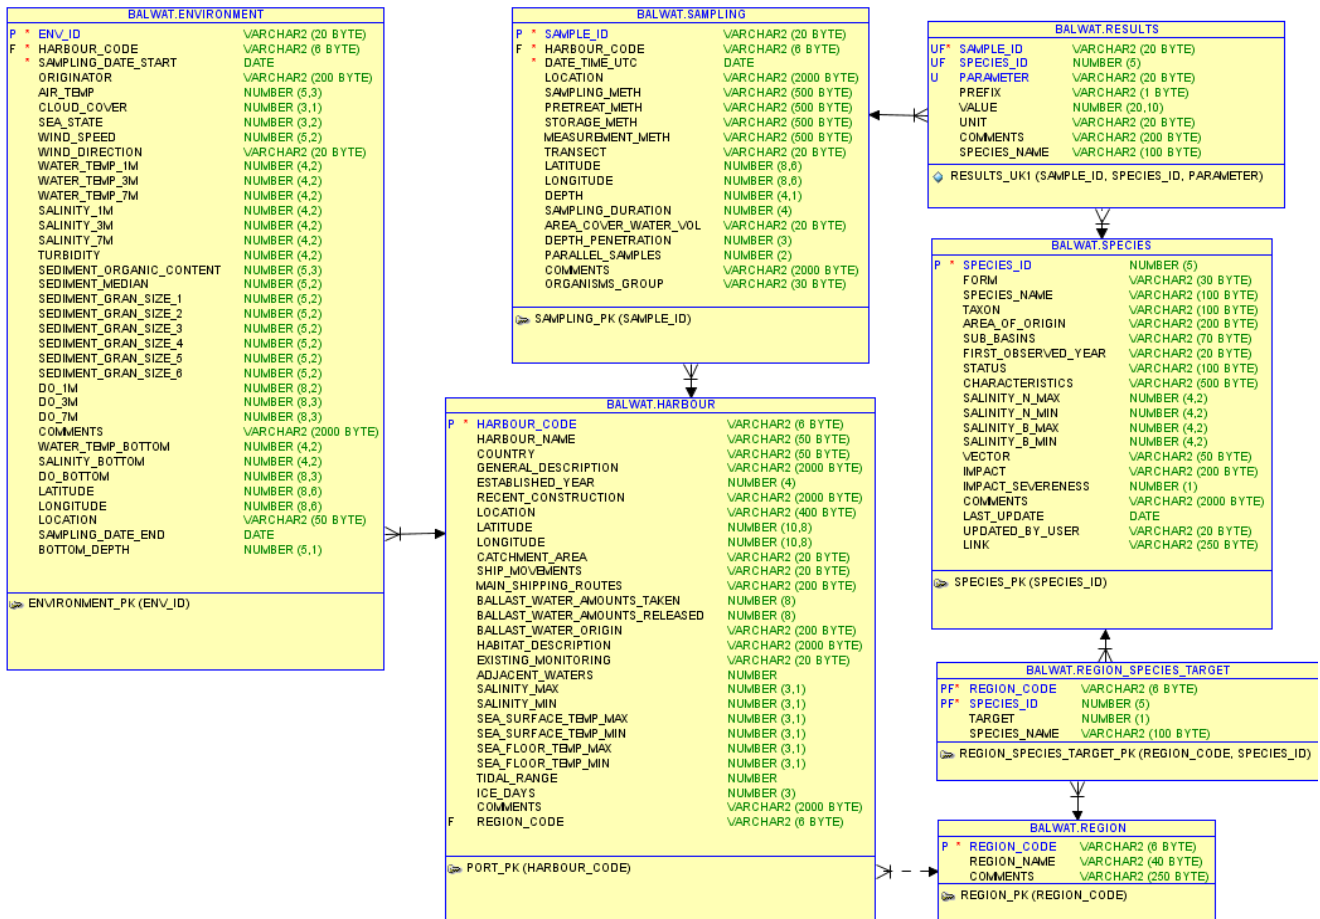 BALWAT.ENVIRONMENT
P * ENV_ID VARCHAR2 (20 BYTE)
F * HARBOUR_CODE VARCHAR2 (6 BYTE)
* SAMPLING_DATE_START DATE
ORIGINATOR VARCHAR2 (200 BYTE)
AIR_TEMP NUMBER (5,3)
CLOUD_COVER NUMBER (3,1)
SEA_STATE NUMBER (3,2)
WIND_SPEED NUMBER (5,2)
WIND_DIRECTION VARCHAR2 (20 BYTE)
WATER_TEMP_1M NUMBER (4,2)
WATER_TEMP_3M NUMBER (4,2)
WATER_TEMP_7M NUMBER (4,2)
SALINITY_1M NUMBER (4,2)
SALINITY_3M NUMBER (4,2)
SALINITY_7M NUMBER (4,2)
TURBIDITY NUMBER (4,2)
SEDIMENT_ORGANIC_CONTENT NUMBER (5,3)
SEDIMENT_MEDIAN NUMBER (5,2)
SEDIMENT_GRAN_SIZE_1 NUMBER (5,2)
SEDIMENT_GRAN_SIZE_2 NUMBER (5,2)
SEDIMENT_GRAN_SIZE_3 NUMBER (5,2)
SEDIMENT_GRAN_SIZE_4 NUMBER (5,2)
SEDIMENT_GRAN_SIZE_5 NUMBER (5,2)
SEDIMENT_GRAN_SIZE_6 NUMBER (5,2)
DO_1M NUMBER (8,2)
DO_3M NUMBER (8,3)
DO_7M NUMBER (8,3)
COMMENTS VARCHAR2 (2000 BYTE)
WATER_TEMP_BOTTOM NUMBER (4,2)
SALINITY_BOTTOM NUMBER (4,2)
DO_BOTTOM NUMBER (8,3)
LATITUDE NUMBER (8,6)
LONGITUDE NUMBER (8,6)
LOCATION VARCHAR2 (50 BYTE)
SAMPLING_DATE_END DATE
BOTTOM_DEPTH NUMBER (5,1)
ENVIRONMENT_PK (ENV_ID)
BALWAT.SAMPLING
P * SAMPLE_ID VARCHAR2 (20 BYTE)
F * HARBOUR_CODE VARCHAR2 (6 BYTE)
* DATE_TIME_UTC DATE
LOCATION VARCHAR2 (2000 BYTE)
SAMPLING_METH VARCHAR2 (500 BYTE)
PRETREAT_METH VARCHAR2 (500 BYTE)
STORAGE_METH VARCHAR2 (500 BYTE)
MEASUREMENT_METH VARCHAR2 (500 BYTE)
TRANSECT VARCHAR2 (20 BYTE)
LATITUDE NUMBER (8,6)
LONGITUDE NUMBER (8,6)
DEPTH NUMBER (4,1)
SAMPLING_DURATION NUMBER (4)
AREA_COVER_WATER_VOL VARCHAR2 (20 BYTE)
DEPTH_PENETRATION NUMBER (3)
PARALLEL_SAMPLES NUMBER (2)
COMMENTS VARCHAR2 (2000 BYTE)
ORGANISMS_GROUP VARCHAR2 (30 BYTE)
SAMPLING_PK (SAMPLE_ID)
BALWAT.RESULTS
UF* SAMPLE_ID VARCHAR2 (20 BYTE)
UF SPECIES_ID NUMBER (5)
U PARAMETER VARCHAR2 (20 BYTE)
PREFIX VARCHAR2 (1 BYTE)
VALUE NUMBER (20,10)
UNIT VARCHAR2 (20 BYTE)
COMMENTS VARCHAR2 (200 BYTE)
SPECIES_NAME VARCHAR2 (100 BYTE)
RESULTS_UK1 (SAMPLE_ID, SPECIES_ID, PARAMETER)
BALWAT.SPECIES
P * SPECIES_ID NUMBER (5)
FORM VARCHAR2 (30 BYTE)
SPECIES_NAME VARCHAR2 (100 BYTE)
TAXON VARCHAR2 (100 BYTE)
AREA_OF_ORIGIN VARCHAR2 (200 BYTE)
SUB_BASINS VARCHAR2 (70 BYTE)
FIRST_OBSERVED_YEAR VARCHAR2 (20 BYTE)
STATUS VARCHAR2 (100 BYTE)
CHARACTERISTICS VARCHAR2 (500 BYTE)
SALINITY_N_MAX NUMBER (4,2)
SALINITY_N_MIN NUMBER (4,2)
SALINITY_B_MAX NUMBER (4,2)
SALINITY_B_MIN NUMBER (4,2)
VECTOR VARCHAR2 (50 BYTE)
IMPACT VARCHAR2 (200 BYTE)
IMPACT_SEVERENESS NUMBER (1)
COMMENTS VARCHAR2 (2000 BYTE)
LAST_UPDATE DATE
UPDATED_BY_USER VARCHAR2 (20 BYTE)
LINK VARCHAR2 (250 BYTE)
SPECIES_PK (SPECIES_ID)
BALWAT.HARBOUR
P * HARBOUR_CODE VARCHAR2 (6 BYTE)
HARBOUR_NAME VARCHAR2 (50 BYTE)
COUNTRY VARCHAR2 (50 BYTE)
GENERAL_DESCRIPTION VARCHAR2 (2000 BYTE)
ESTABLISHED_YEAR NUMBER (4)
RECENT_CONSTRUCTION VARCHAR2 (2000 BYTE)
LOCATION VARCHAR2 (400 BYTE)
LATITUDE NUMBER (10,8)
LONGITUDE NUMBER (10,8)
CATCHMENT_AREA VARCHAR2 (20 BYTE)
SHIP_MOVEMENTS VARCHAR2 (20 BYTE)
MAIN_SHIPPING_ROUTES VARCHAR2 (200 BYTE)
BALLAST_WATER_AMOUNTS_TAKEN NUMBER (8)
BALLAST_WATER_AMOUNTS_RELEASED NUMBER (8)
BALLAST_WATER_ORIGIN VARCHAR2 (200 BYTE)
HABITAT_DESCRIPTION VARCHAR2 (2000 BYTE)
EXISTING_MONITORING VARCHAR2 (20 BYTE)
ADJACENT_WATERS NUMBER
SALINITY_MAX NUMBER (3,1)
SALINITY_MIN NUMBER (3,1)
SEA_SURFACE_TEMP_MAX NUMBER (3,1)
SEA_SURFACE_TEMP_MIN NUMBER (3,1)
SEA_FLOOR_TEMP_MAX NUMBER (3,1)
SEA_FLOOR_TEMP_MIN NUMBER (3,1)
TIDAL_RANGE NUMBER
ICE_DAYS NUMBER (3)
COMMENTS VARCHAR2 (2000 BYTE)
F REGION_CODE VARCHAR2 (6 BYTE)
PORT_PK (HARBOUR_CODE)
BALWAT.REGION_SPECIES_TARGET
PF* REGION_CODE VARCHAR2 (6 BYTE)
PF* SPECIES_ID NUMBER (5)
TARGET NUMBER (1)
SPECIES_NAME VARCHAR2 (100 BYTE)
REGION_SPECIES_TARGET_PK (REGION_CODE, SPECIES_ID)
BALWAT.REGION
P * REGION_CODE VARCHAR2 (6 BYTE)
REGION_NAME VARCHAR2 (40 BYTE)
COMMENTS VARCHAR2 (250 BYTE)
REGION_PK (REGION_CODE)